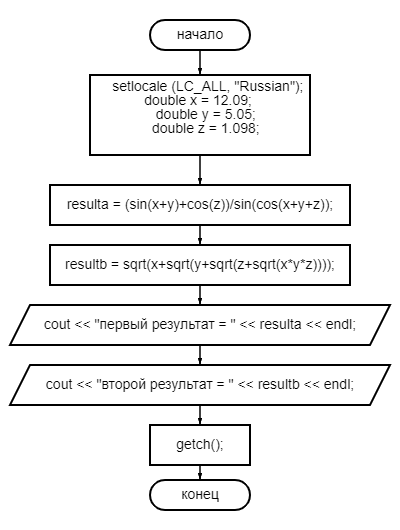 начало
setlocale (LC_ALL, "Russian");
double x = 12.09;
double y = 5.05;
double z = 1.098;
resulta = (sin(x+y)+cos(z))/sin(cos(x+y+z));
resultb = sqrt(x+sqrt(y+sqrt(z+sqrt(x*y*z))));
cout << "первый результат = " << resulta << endl;
cout << "второй результат = " << resultb << endl;
getch();
конец